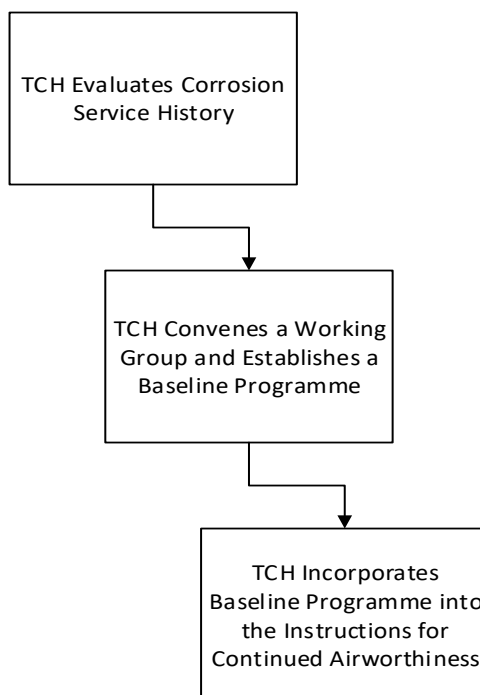 TCH Evaluates Corrosion
Service History
TCH Convenes a Working
Group and Establishes a
Baseline Programme
TCH Incorporates
Baseline Programme into
the Instructions for
Continued Airworthiness